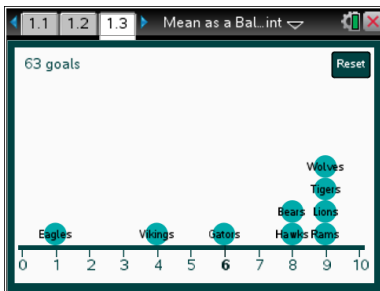 1.1 1.2 1.3 Mean as a Bal...int
63 goals Reset
Wolves
Tigers
Bears Lions
Eagles Vikings Gators Hawks Rams
0 1 2 3 4 5 6 7 8 9 10